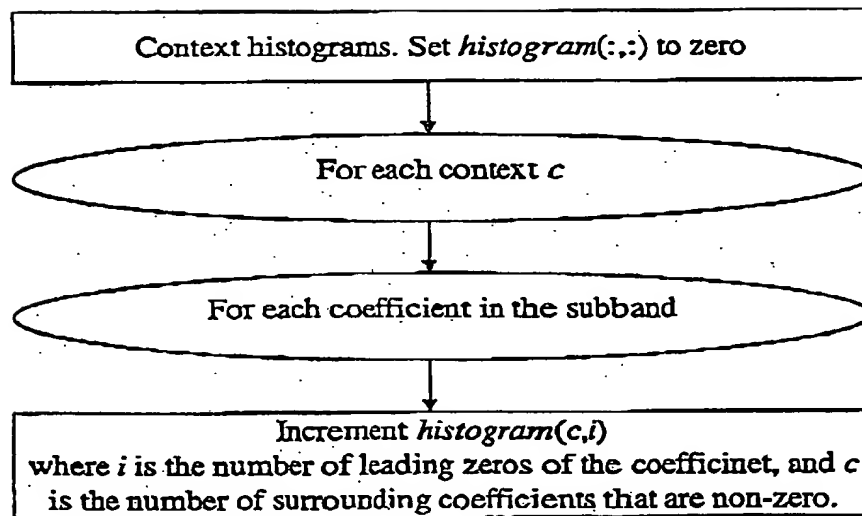 Context histograms. Set histogram(:,:) to zero
For each context c
For each coefficient in the subband
Increment histogram(c,i)
where i is the number of leading zeros of the coefficinet, and c
is the number of surrounding coefficients that are non-zero.